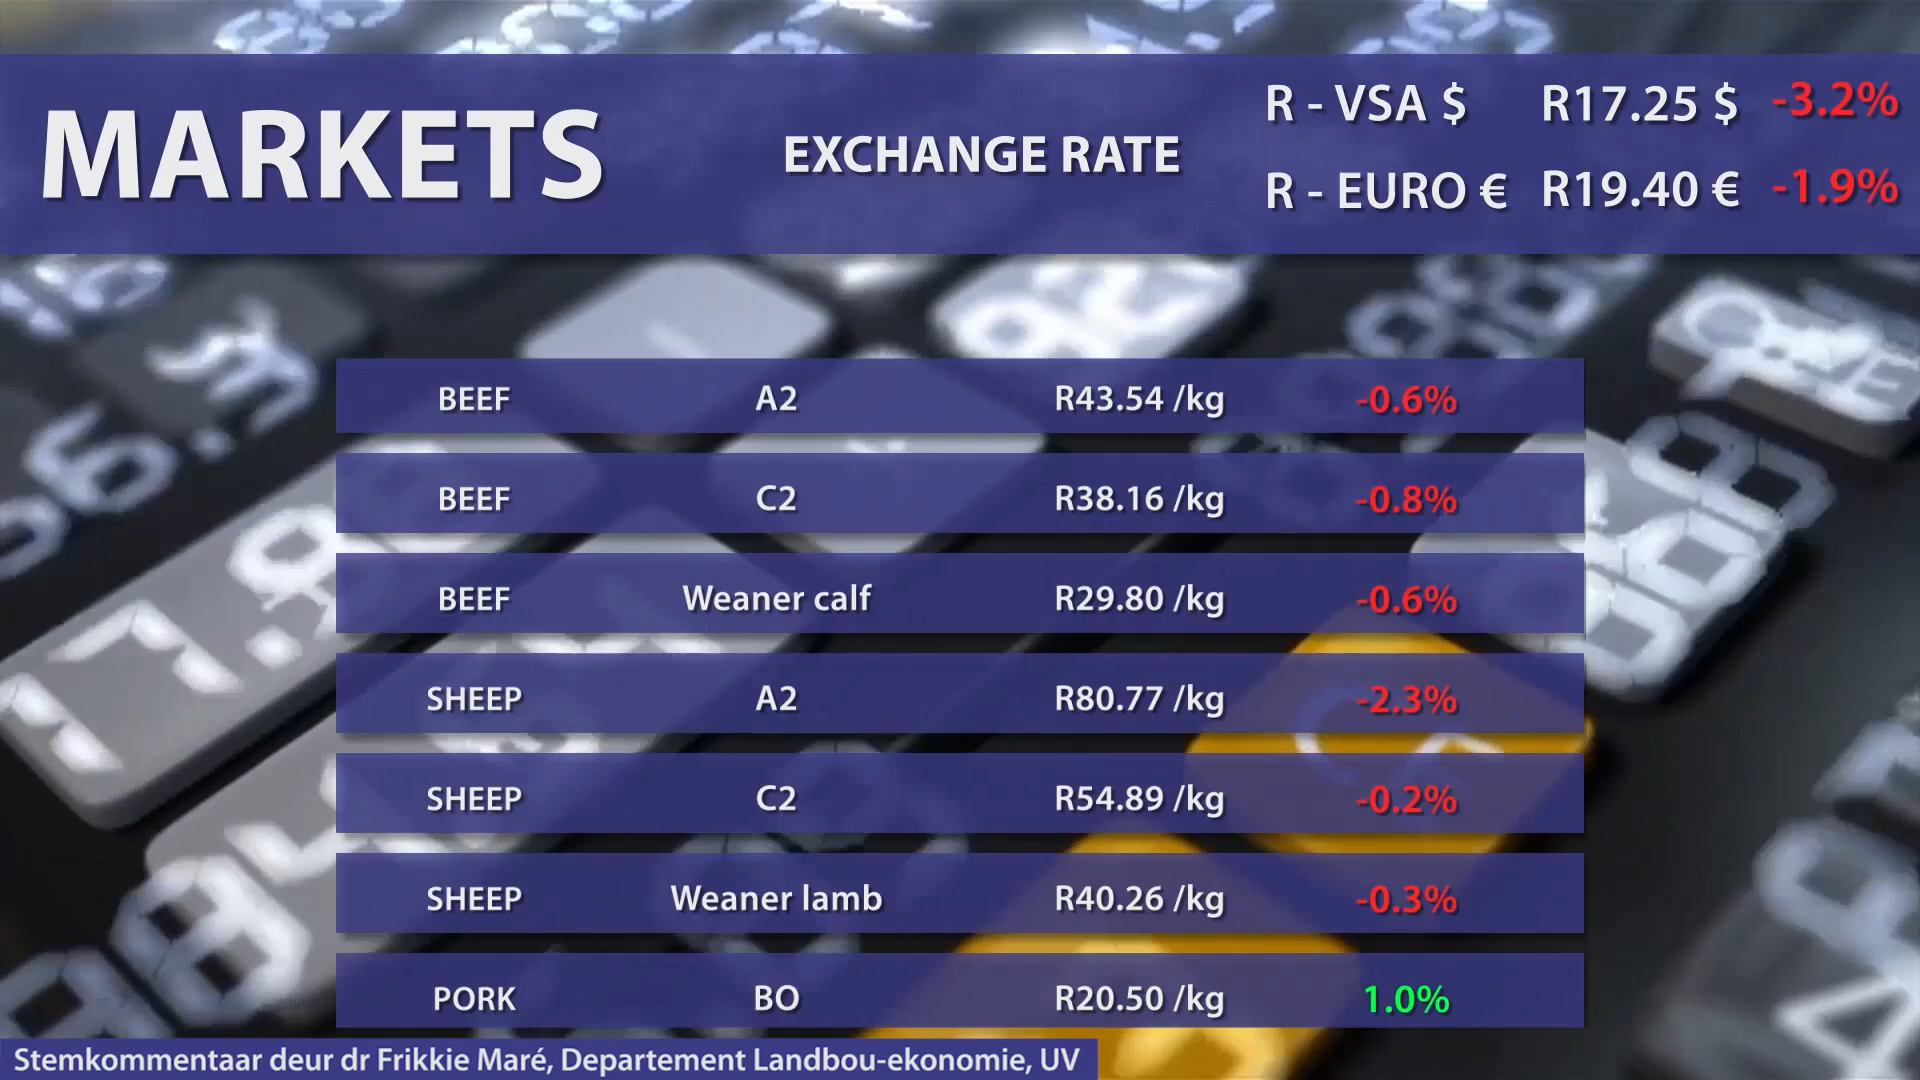 MARKETS
EXCHANGE RATE
R - VSA $ R17.25 $ -3.2%
R - EURO € R19.40 € -1.9%
BEEF A2 R43.54 /kg -0.6%
BEEF C2 R38.16 /kg -0.8%
BEEF Weaner calf R29.80 /kg -0.6%
SHEEP A2 R80.77 /kg -2.3%
SHEEP C2 R54.89 /kg -0.2%
SHEEP Weaner lamb R40.26 /kg -0.3%
PORK BO R20.50 /kg 1.0%
Stemkommentaar deur dr Frikkie Maré, Departement Landbou-ekonomie, UV